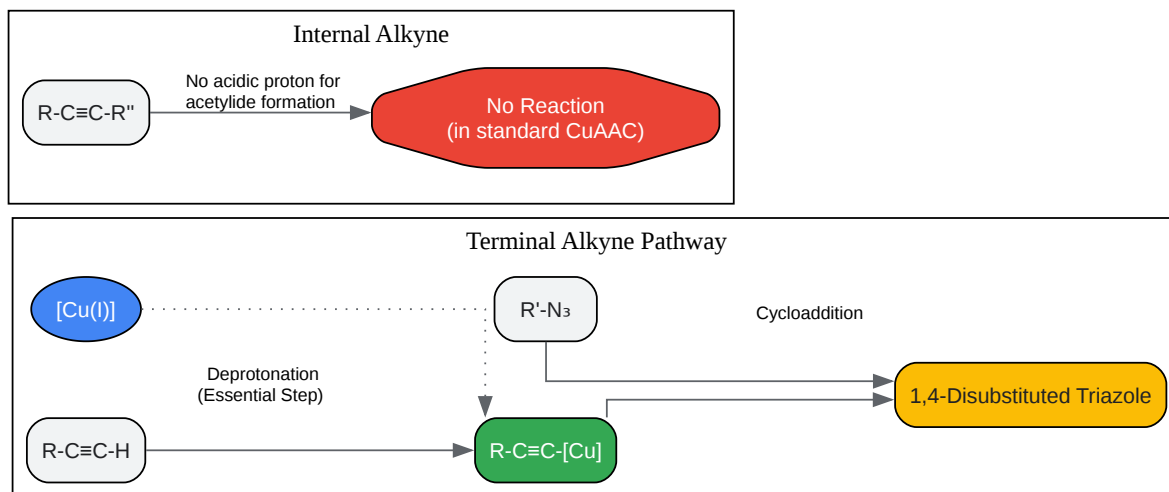 Internal Alkyne
No acidic proton for
acetylide formation
R-C≡C-R"
No Reaction
(in standard CuAAC)
Terminal Alkyne Pathway
[Cu(I)]
R'-N₃
Cycloaddition
Deprotonation
(Essential Step)
1,4-Disubstituted Triazole
R-C≡C-H
R-C≡C-[Cu]